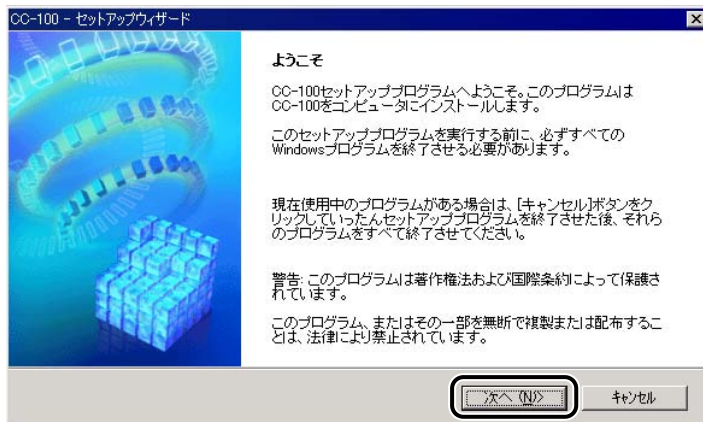 CC-100 - セットアップウィザード
ようこそ
CC-100セットアッププログラムへようこそ。このプログラムは
CC-100をコンピュータにインストールします。
このセットアッププログラムを実行する前に、必ずすべての
Windowsプログラムを終了させる必要があります。
現在使用中のプログラムがある場合は、[キャンセル]ボタンをク
リックしていったんセットアッププログラムを終了させた後、それら
のプログラムをすべて終了させてください。
警告: このプログラムは著作権法および国際条約によって保護さ
れています。
このプログラム、またはその一部を無断で複製または配布するこ
とは、法律により禁止されています。
次へ (N)>
キャンセル